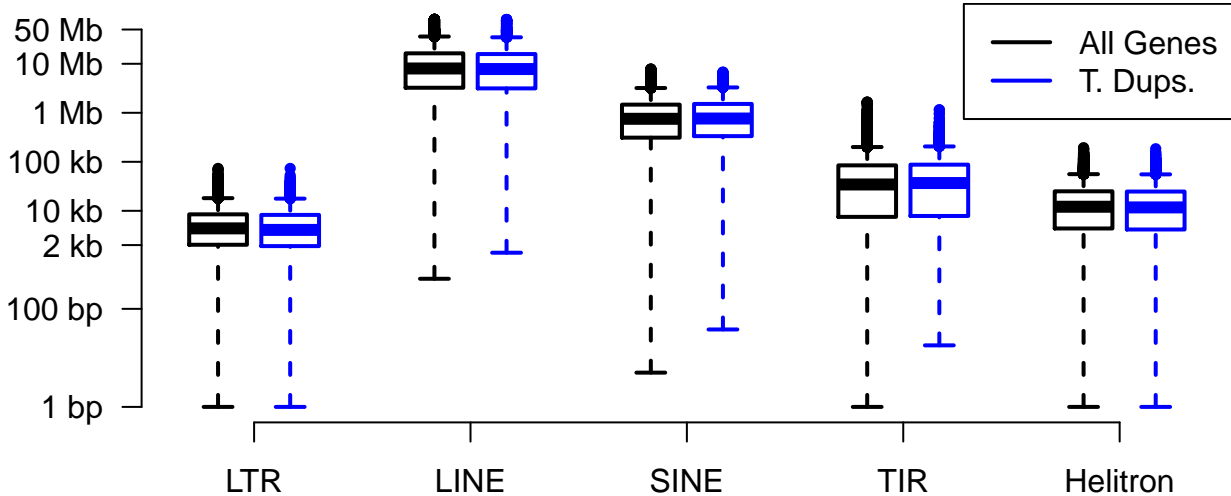 50 Mb
10 Mb
1 Mb
100 kb
10 kb
2 kb
100 bp
1 bp
All Genes
T. Dups.
LTR
LINE
SINE
TIR
Helitron